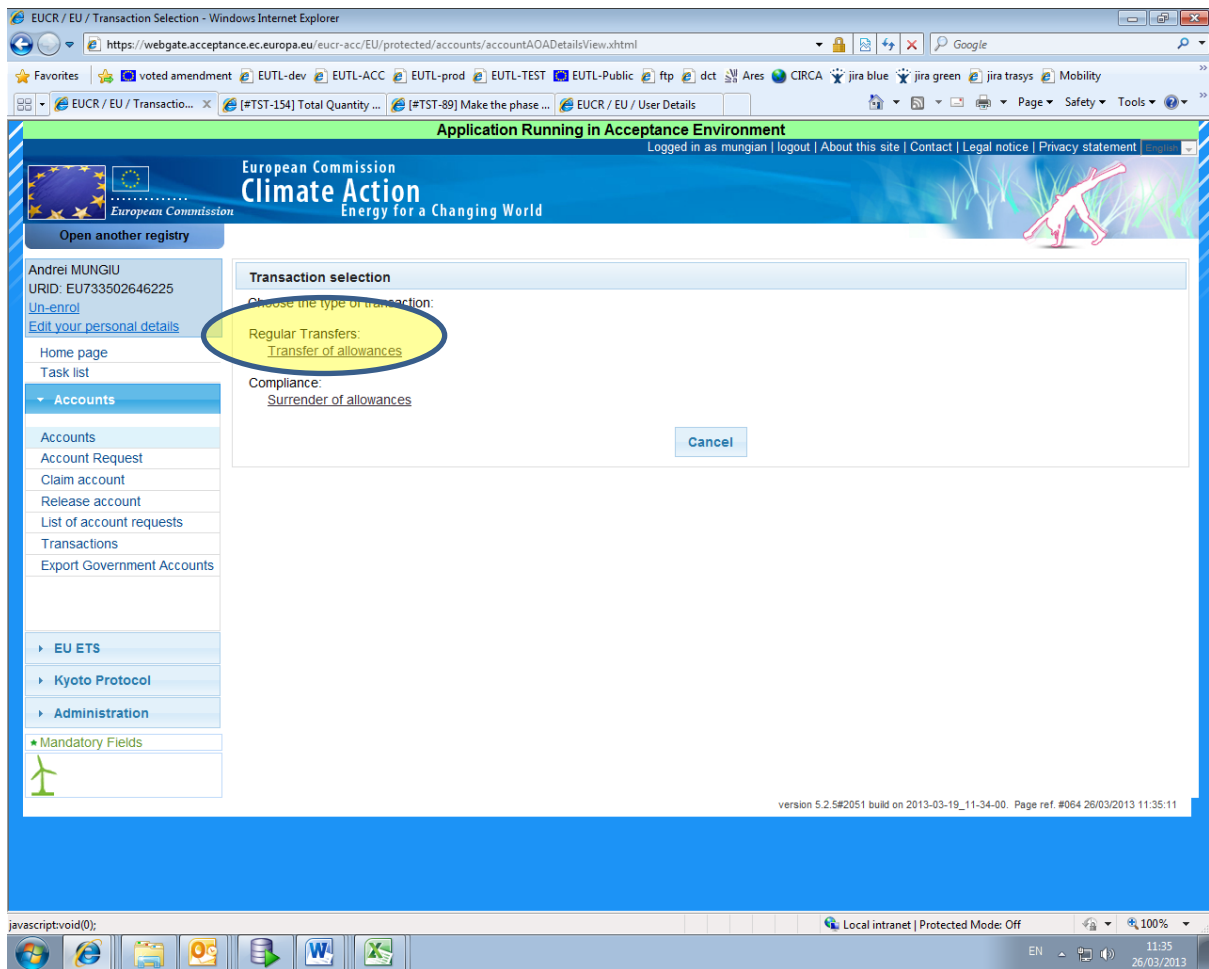 EUCR / EU / Transaction Selection - Windows Internet Explorer
https://webgate.acceptance.ec.europa.eu/eucr-acc/EU/protected/accounts/accountAOADetailsView.xhtml
Google
Favorites voted amendment EUTL-dev EUTL-ACC EUTL-prod EUTL-TEST EUTL-Public ftp dct Ares CIRCA jira blue jira green jira trasys Mobility
EUCR / EU / Transactio... X [#TST-154] Total Quantity ... [#TST-89] Make the phase ... EUCR / EU / User Details Page Safety Tools
Application Running in Acceptance Environment
Logged in as mungian | logout | About this site | Contact | Legal notice | Privacy statement English
European Commission
Climate Action
Energy for a Changing World
European Commission
Open another registry
Andrei MUNGIU
URID: EU733502646225
Un-enrol
Edit your personal details
Home page
Task list
Accounts
Accounts
Account Request
Claim account
Release account
List of account requests
Transactions
Export Government Accounts
EU ETS
Kyoto Protocol
Administration
★Mandatory Fields
Transaction selection
Choose the type of transaction:
Regular Transfers:
Transfer of allowances
Compliance:
Surrender of allowances
Cancel
version 5.2.5#2051 build on 2013-03-19_11-34-00. Page ref. #064 26/03/2013 11:35:11
javascript:void(0);
Local intranet | Protected Mode: Off
100%
EN
11:35
26/03/2013